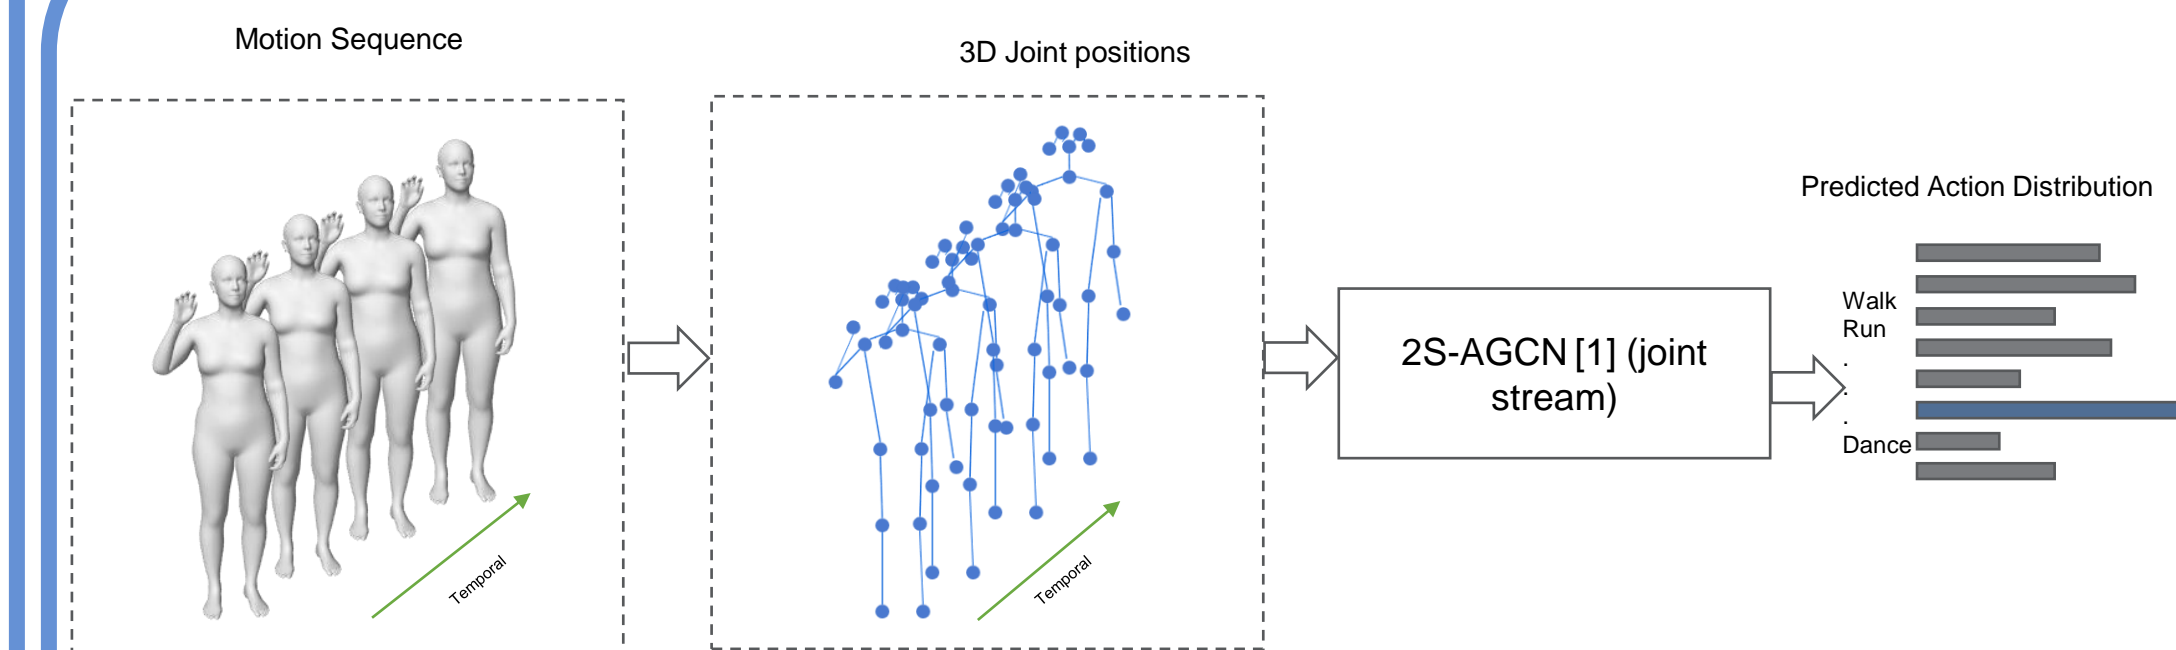 Motion Sequence
3D Joint positions
Temporal
Temporal
2S-AGCN [1] (joint
stream)
Predicted Action Distribution
Walk
Run
.
.
.
Dance